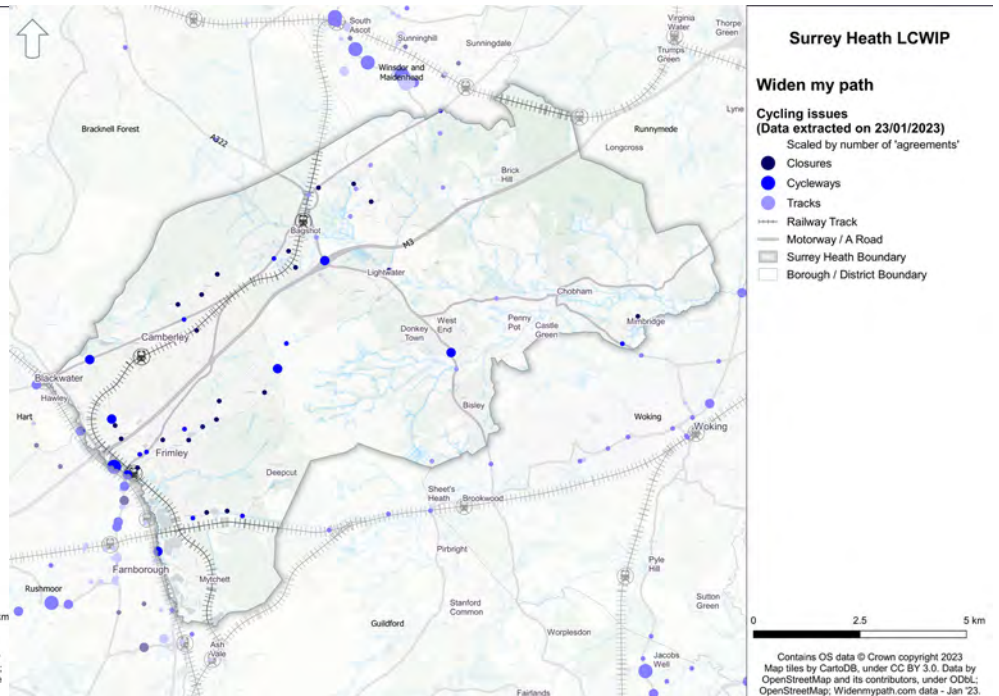 South
Ascot
Sunninghill
Sunningdale
Virginia
Water
Thorpe
Green
Trumps
Green
Winsdor and
Maidenhead
Bracknell Forest
A322
Lyne
Runnymede
Longcross
Brick
Hill
Bagshot
M3
Lightwater
Chobham
West
End
Donkey
Town
Penny
Pot
Castle
Green
Mimbridge
Camberley
Blackwater
Hawley
Hart
Bisley
Woking
Woking
Frimley
Deepcut
Sheet's
Heath
Brookwood
Pirbright
Pyle
Hill
Farnborough
Mytchett
Rushmoor
Stanford
Common
Sutton
Green
Guildford
Worplesdon
Ash
Vale
Jacobs
Well
Fairlands
Surrey Heath LCWIP
Widen my path
Cycling issues
(Data extracted on 23/01/2023)
Scaled by number of 'agreements'
Closures
Cycleways
Tracks
Railway Track
Motorway / A Road
Surrey Heath Boundary
Borough / District Boundary
0 2.5 5 km
Contains OS data © Crown copyright 2023
Map tiles by CartoDB, under CC BY 3.0. Data by
OpenStreetMap and its contributors, under ODbL;
OpenStreetMap; Widenmypath.com data - Jan '23.